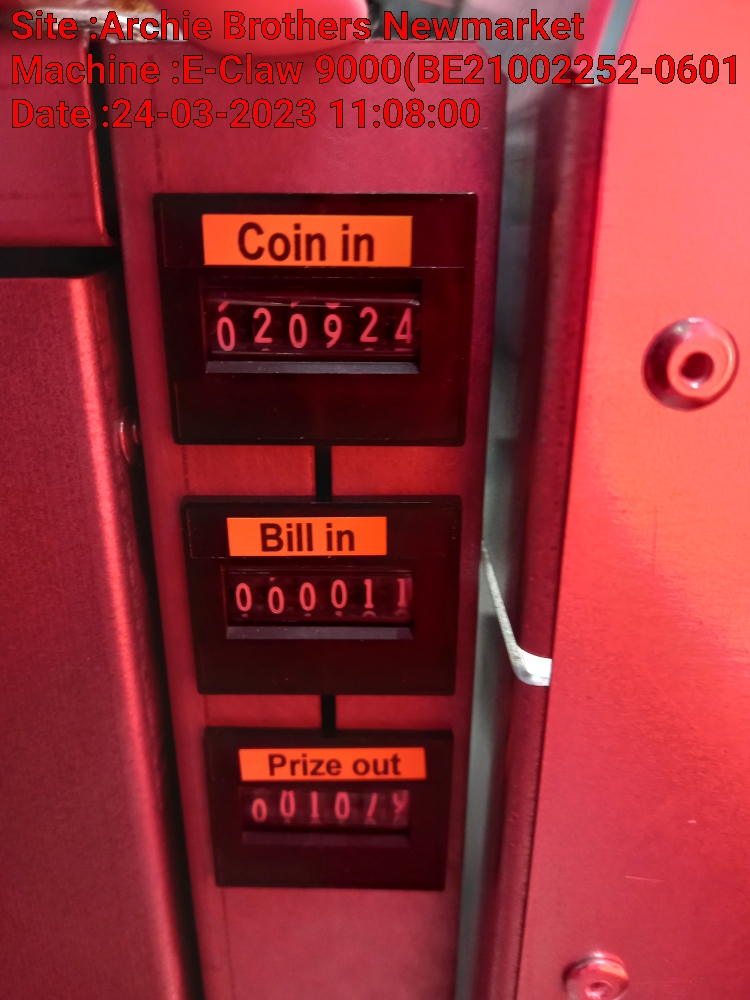 Site :Archie Brothers Newmarket
Machine :E-Claw 9000(BE21002252-0601
Date :24-03-2023 11:08:00
Coin in
020924
Bill in
000011
Prize out
001079